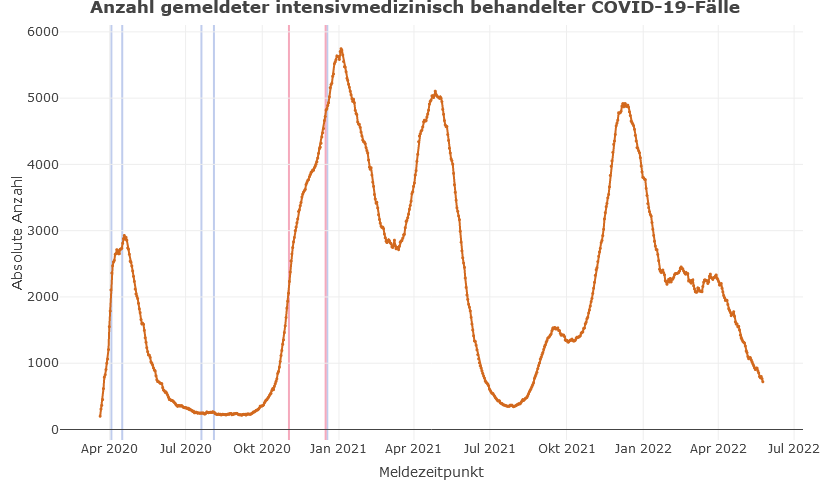 Anzahl gemeldeter intensivmedizinisch behandelter COVID-19-Fälle
6000
5000
4000
3000
2000
1000
0
Absolute Anzahl
Apr 2020 Jul 2020 Okt 2020 Jan 2021 Apr 2021 Jul 2021 Okt 2021 Jan 2022 Apr 2022 Jul 2022
Meldezeitpunkt